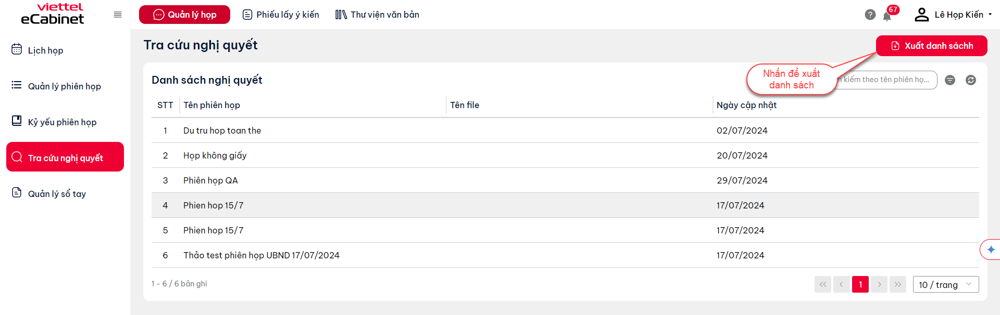 viettel
eCabinet
Quản lý họp
Phiếu lấy ý kiến
Thư viện văn bản
67
Lê Họp Kiến
Lịch họp
Quản lý phiên họp
Kỷ yếu phiên họp
Tra cứu nghị quyết
Quản lý sổ tay
Tra cứu nghị quyết
Xuất danh sáchh
Nhấn để xuất
danh sách
Danh sách nghị quyết
kiếm theo tên phiên họ...
STT Tên phiên họp Tên file Ngày cập nhật
1 Du tru hop toan the 02/07/2024
2 Họp không giấy 20/07/2024
3 Phiên họp QA 29/07/2024
4 Phien hop 15/7 17/07/2024
5 Phien hop 15/7 17/07/2024
6 Thảo test phiên họp UBND 17/07/2024 17/07/2024
1 - 6 / 6 bản ghi
1
10 / trang